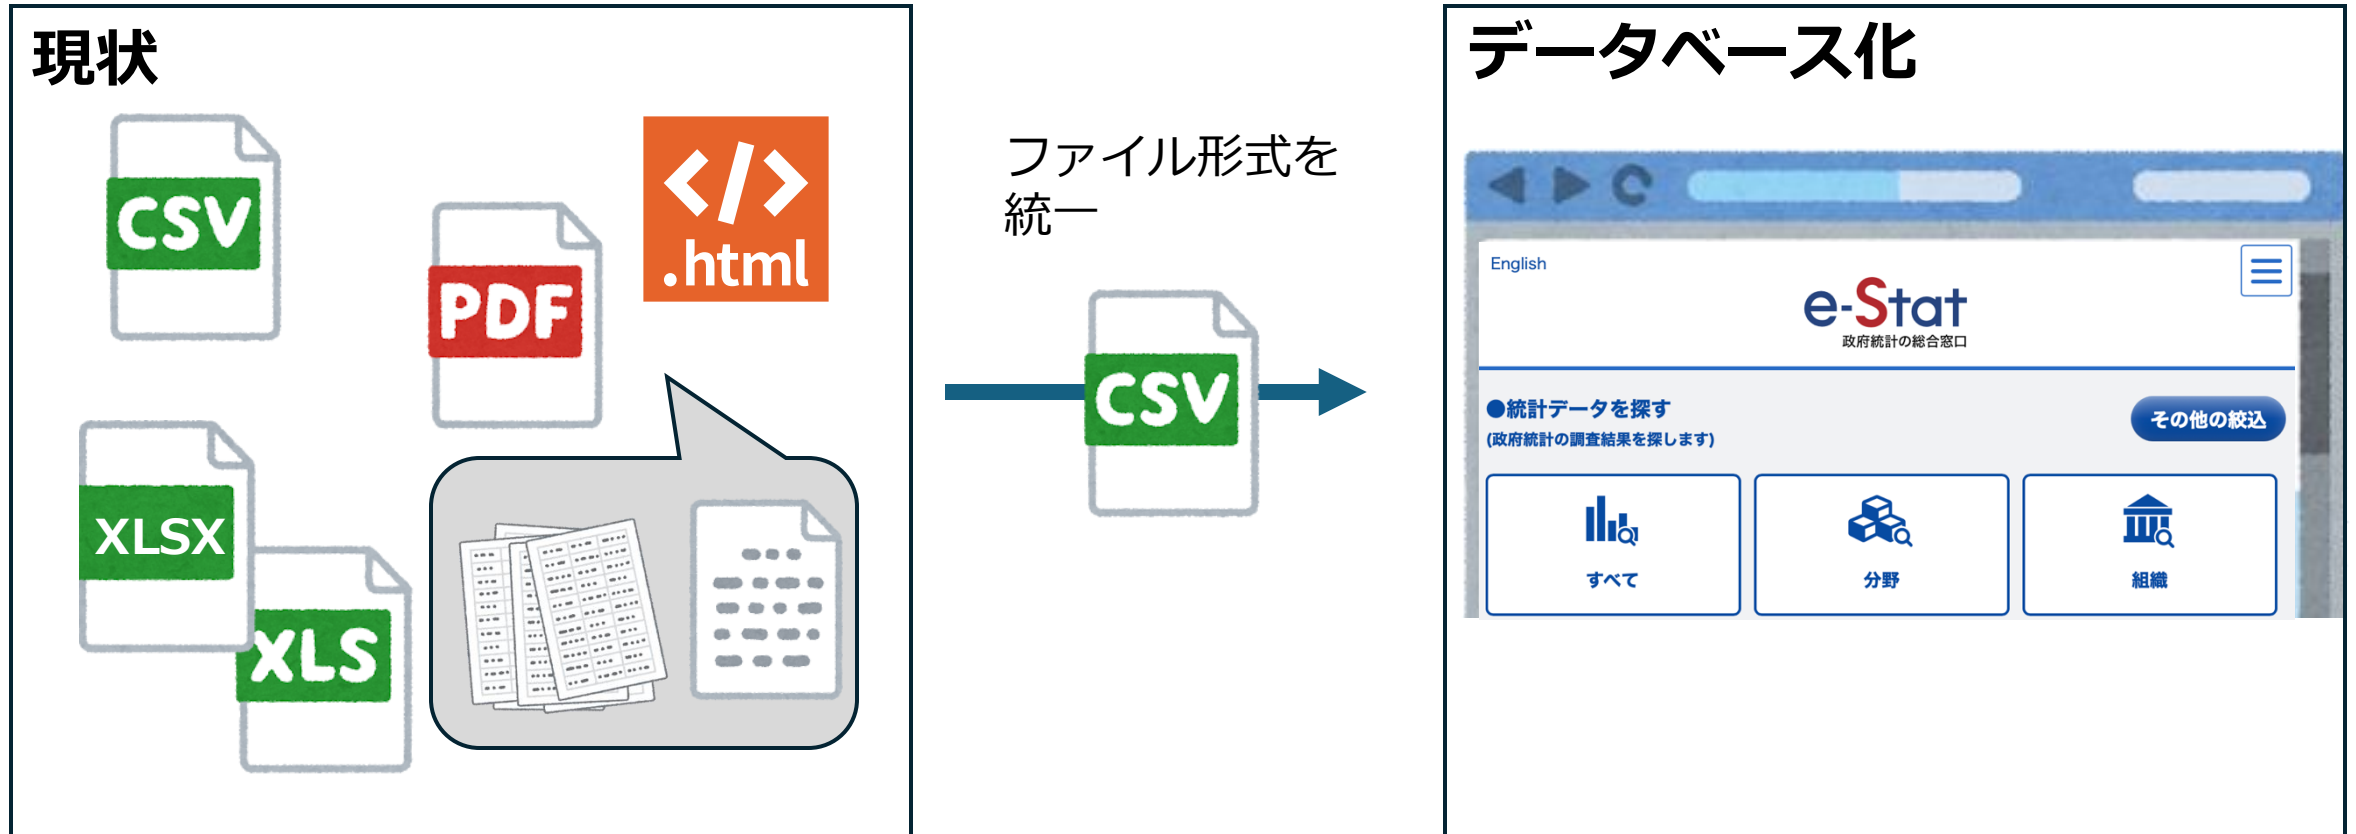 現状
CSV
PDF
</>
.html
XLSX
XLS
ファイル形式を
統一
CSV
データベース化
English
e-Stat
政府統計の総合窓口
●統計データを探す
(政府統計の調査結果を探します)
その他の絞込
すべて
分野
組織